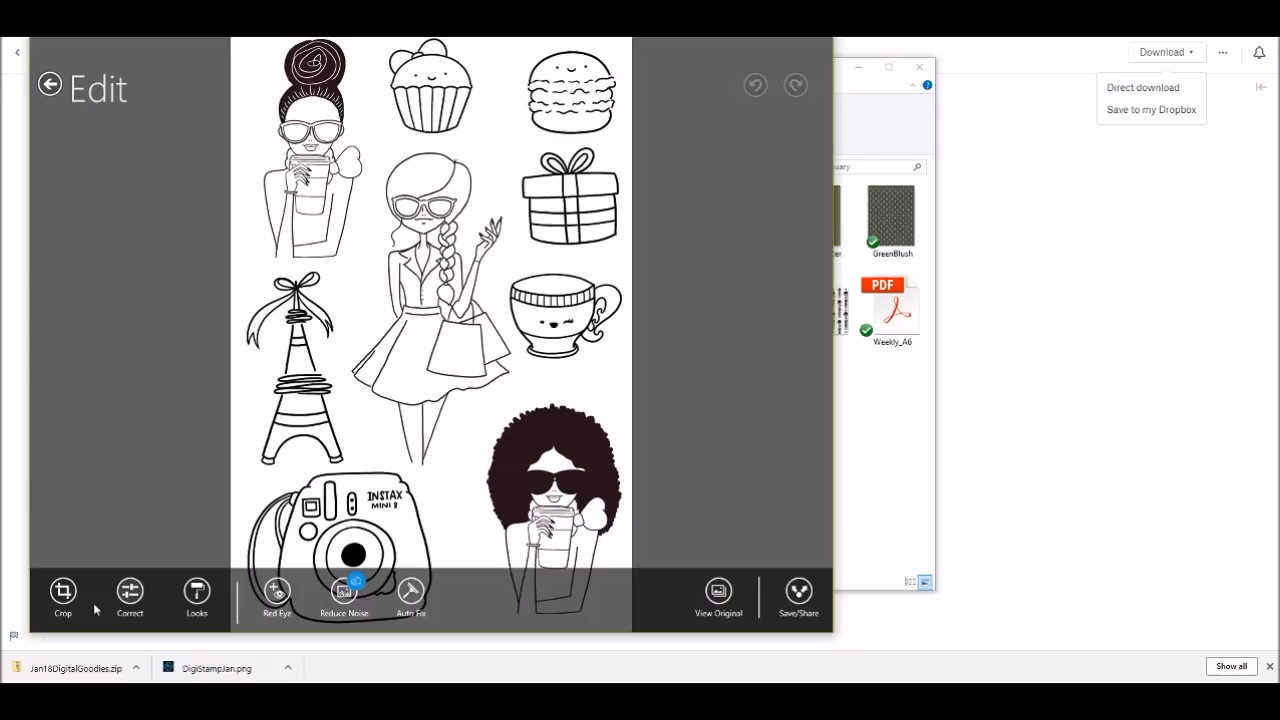 Edit
Download
Direct download
Save to my Dropbox
GreenBlush
PDF
Weekly_A6
INSTAX
MINI 8
Crop
Correct
Looks
Red Eye
Reduce Noise
Auto Fix
View Original
Save/Share
Jan18DigitalGoodies.zip
DigiStampJan.png
Show all